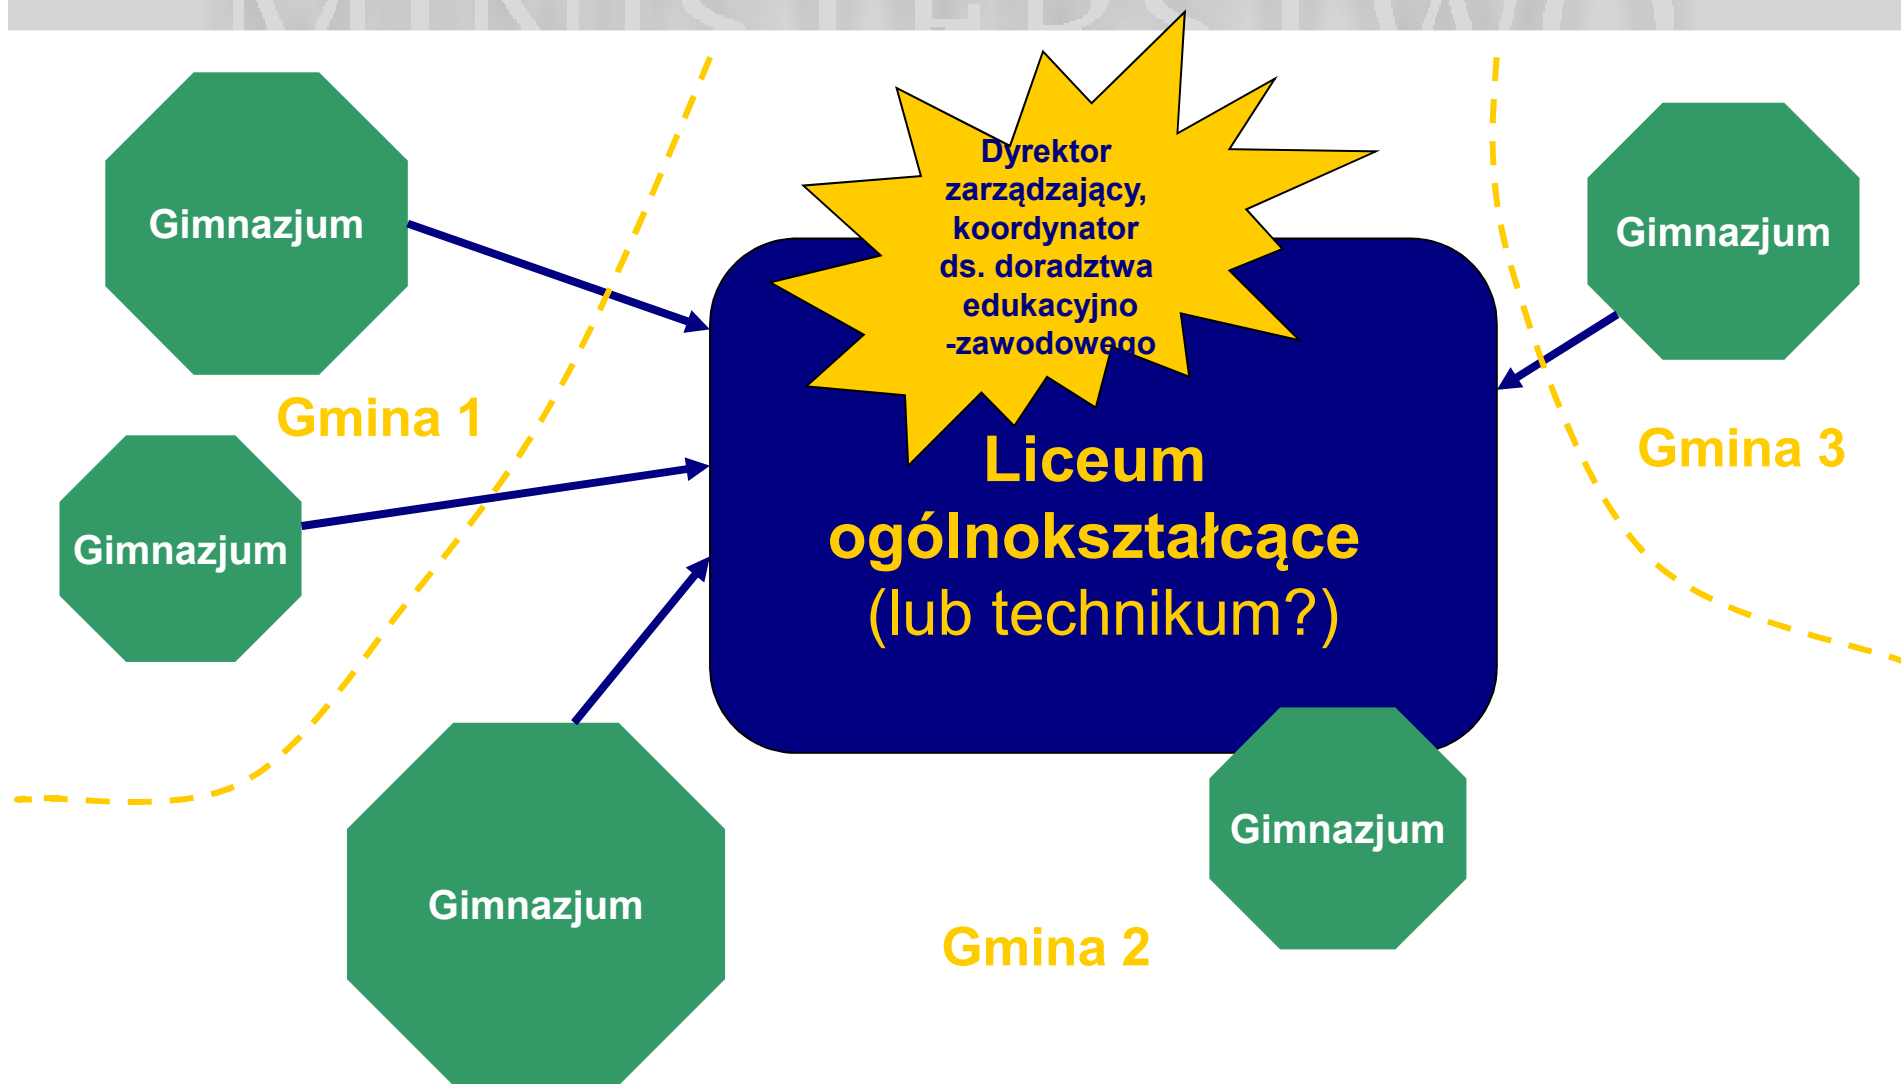 MINISTERSTWO
Gimnazjum
Dyrektor
zarządzający,
koordynator
ds. doradztwa
edukacyjno
-zawodowego
Gimnazjum
Gmina 1
Gmina 3
Liceum
ogólnokształcące
(lub technikum?)
Gimnazjum
Gimnazjum
Gimnazjum
Gmina 2